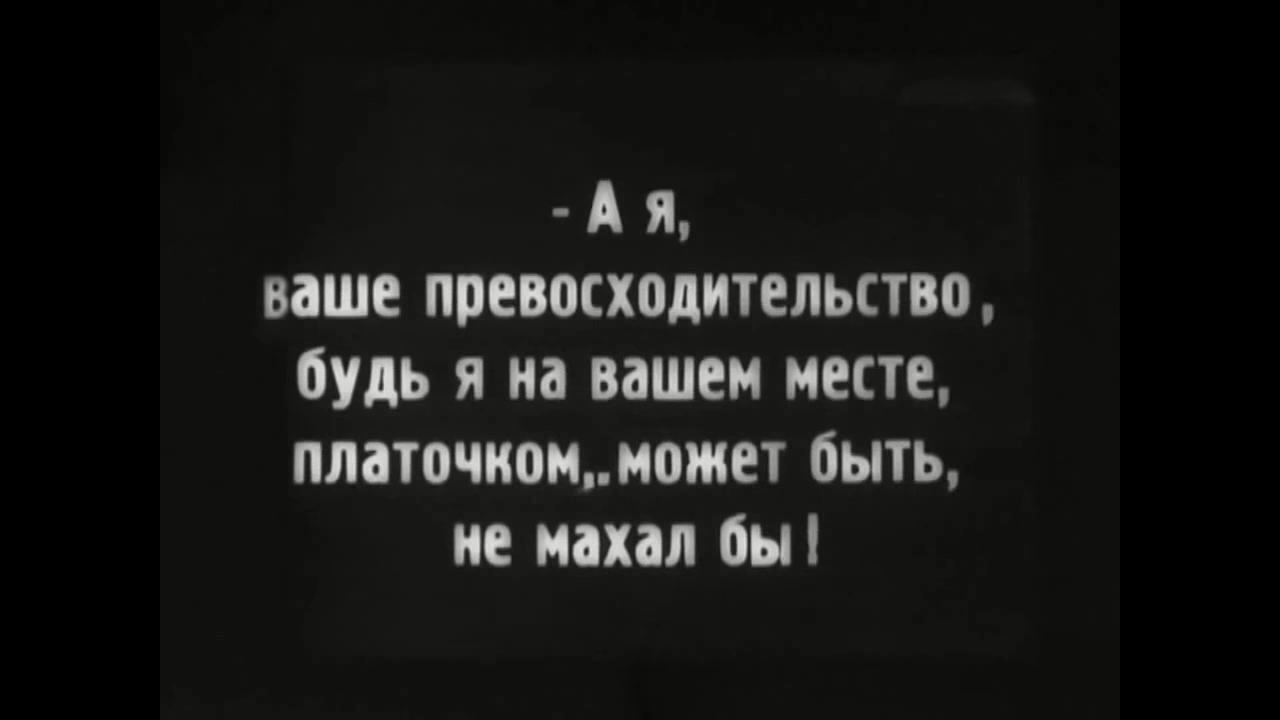 - А я,
ваше превосходительство,
будь я на вашем месте,
платочком,. может быть,
не махал бы!